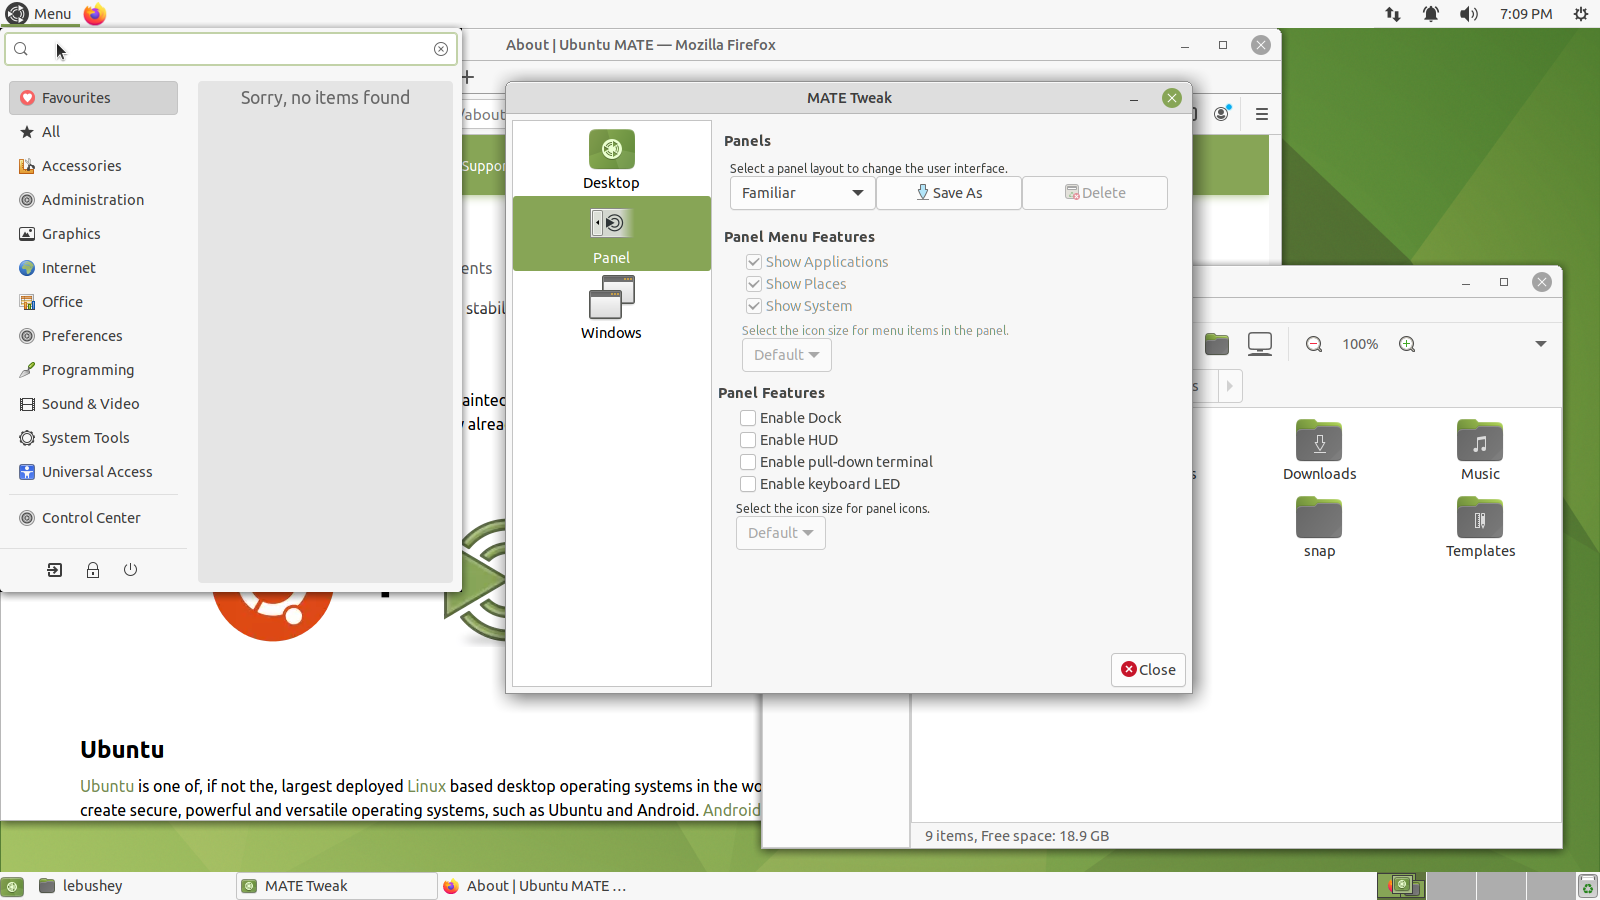 Menu
7:09 PM
About | Ubuntu MATE — Mozilla Firefox
Favourites
All
Accessories
Administration
Graphics
Internet
Office
Preferences
Programming
Sound & Video
System Tools
Universal Access
Control Center
Sorry, no items found
/about
Suppor
ents
stabil
ainted
y alrea
MATE Tweak
Desktop
Panel
Windows
Panels
Select a panel layout to change the user interface.
Familiar
Save As
Delete
Panel Menu Features
Show Applications
Show Places
Show System
Select the icon size for menu items in the panel.
Default
Panel Features
Enable Dock
Enable HUD
Enable pull-down terminal
Enable keyboard LED
Select the icon size for panel icons.
Default
Close
100%
s
s
Downloads
Music
snap
Templates
9 items, Free space: 18.9 GB
Ubuntu
Ubuntu is one of, if not the, largest deployed Linux based desktop operating systems in the wo
create secure, powerful and versatile operating systems, such as Ubuntu and Android. Android
lebushey
MATE Tweak
About | Ubuntu MATE ...